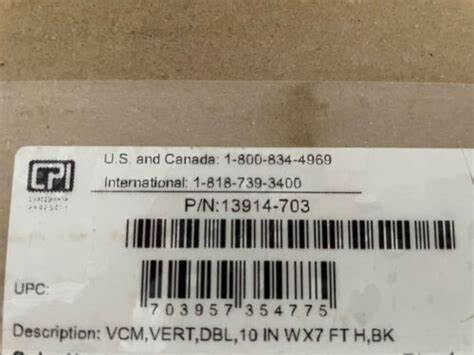 U.S. and Canada: 1-800-834-4969
CPI
International: 1-818-739-3400
P/N:13914-703
UPC:
703957 354775
Description: VCM,VERT,DBL,10 IN WX7 FT H,BK